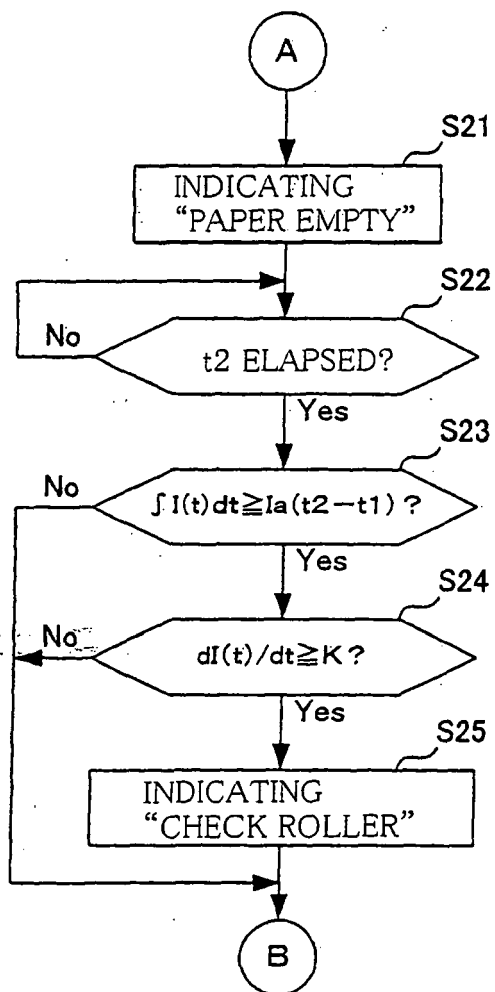 A
S21
INDICATING
“PAPER EMPTY”
S22
No
t2 ELAPSED?
Yes
S23
No
∫I(t)dt≧Ia(t2−t1) ?
Yes
S24
No
dI(t)/dt≧K ?
Yes
S25
INDICATING
“CHECK ROLLER”
B